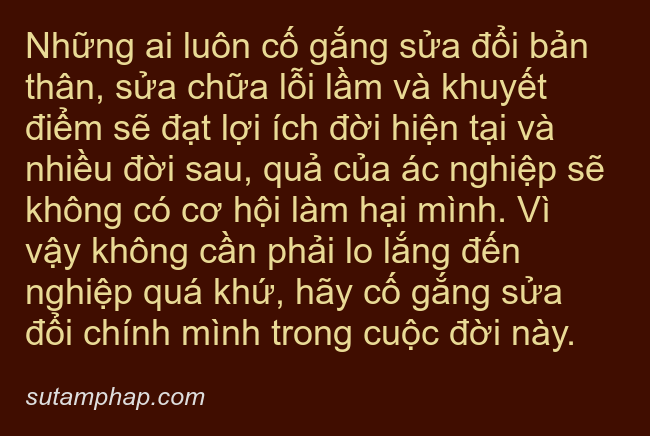 Những ai luôn cố gắng sửa đổi bản
thân, sửa chữa lỗi lầm và khuyết
điểm sẽ đạt lợi ích đời hiện tại và
nhiều đời sau, quả của ác nghiệp sẽ
không có cơ hội làm hại mình. Vì
vậy không cần phải lo lắng đến
nghiệp quá khứ, hãy cố gắng sửa
đổi chính mình trong cuộc đời này.
sutamphap.com